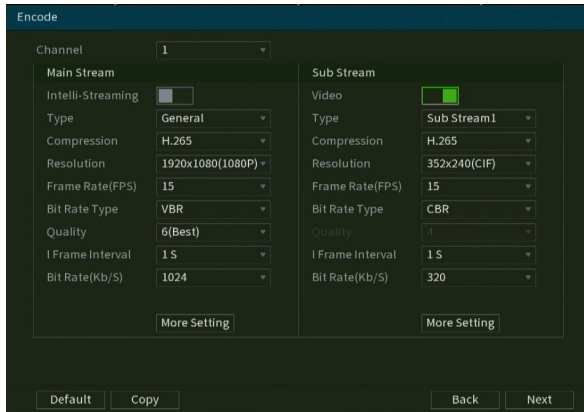 Encode
Channel 1
Main Stream Sub Stream
Intelli-Streaming Video
Type General Type Sub Stream1
Compression H.265 Compression H.265
Resolution 1920x1080(1080P) Resolution 352x240(CIF)
Frame Rate(FPS) 15 Frame Rate(FPS) 15
Bit Rate Type VBR Bit Rate Type CBR
Quality 6(Best) Quality 4
I Frame Interval 1 S I Frame Interval 1 S
Bit Rate(Kb/S) 1024 Bit Rate(Kb/S) 320
More Setting More Setting
Default Copy Back Next